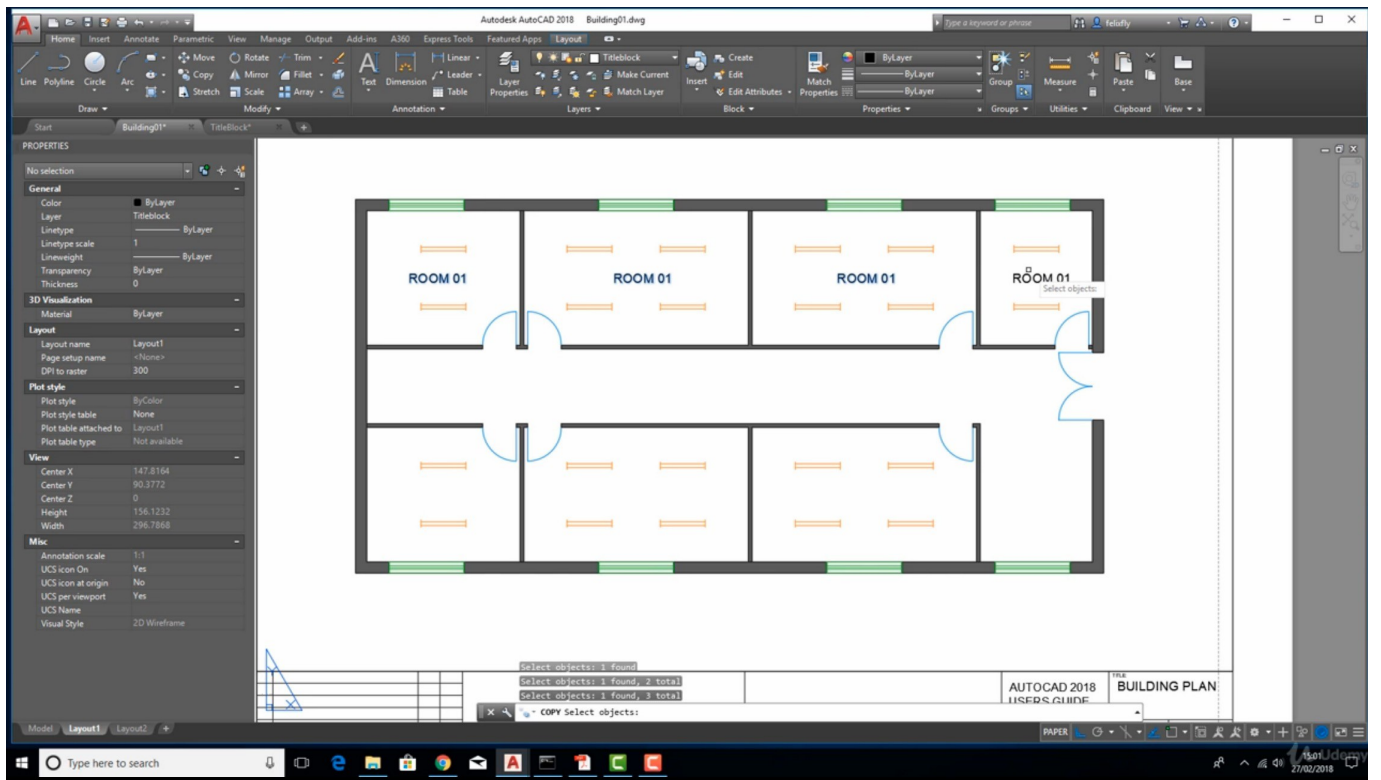 Autodesk AutoCAD 2018 Building01.dwg
Type a keyword or phrase
felixfly
Home Insert Annotate Parametric View Manage Output Add-ins A360 Express Tools Featured Apps Layout
Line Polyline Circle Arc
Move Rotate Trim
Copy Mirror Fillet
Stretch Scale Array
Text Dimension
Linear
Leader
Table
Layer Properties
Titleblock
Make Current
Match Layer
Insert
Create
Edit
Edit Attributes
Match Properties
ByLayer
ByLayer
ByLayer
Group
Measure
Paste
Base
Draw Modify Annotation Layers Block Properties Groups Utilities Clipboard View
Start Building01* TitleBlock*
PROPERTIES
No selection
General
Color ByLayer
Layer Titleblock
Linetype ByLayer
Linetype scale 1
Lineweight ByLayer
Transparency ByLayer
Thickness 0
3D Visualization
Material ByLayer
Layout
Layout name Layout1
Page setup name <None>
DPI to raster 300
Plot style
Plot style ByColor
Plot style table None
Plot table attached to Layout1
Plot table type Not available
View
Center X 147.8164
Center Y 90.3772
Center Z 0
Height 156.1232
Width 296.7868
Misc
Annotation scale 1:1
UCS icon On Yes
UCS icon at origin No
UCS per viewport Yes
UCS Name
Visual Style 2D Wireframe
ROOM 01 ROOM 01 ROOM 01 ROOM 01
Select objects:
Select objects: 1 found
Select objects: 1 found, 2 total
Select objects: 1 found, 3 total
COPY Select objects:
AUTOCAD 2018
USERS GUIDE
TITLE
BUILDING PLAN
Model Layout1 Layout2 +
PAPER
Type here to search
15:01
27/02/2018
Udemy